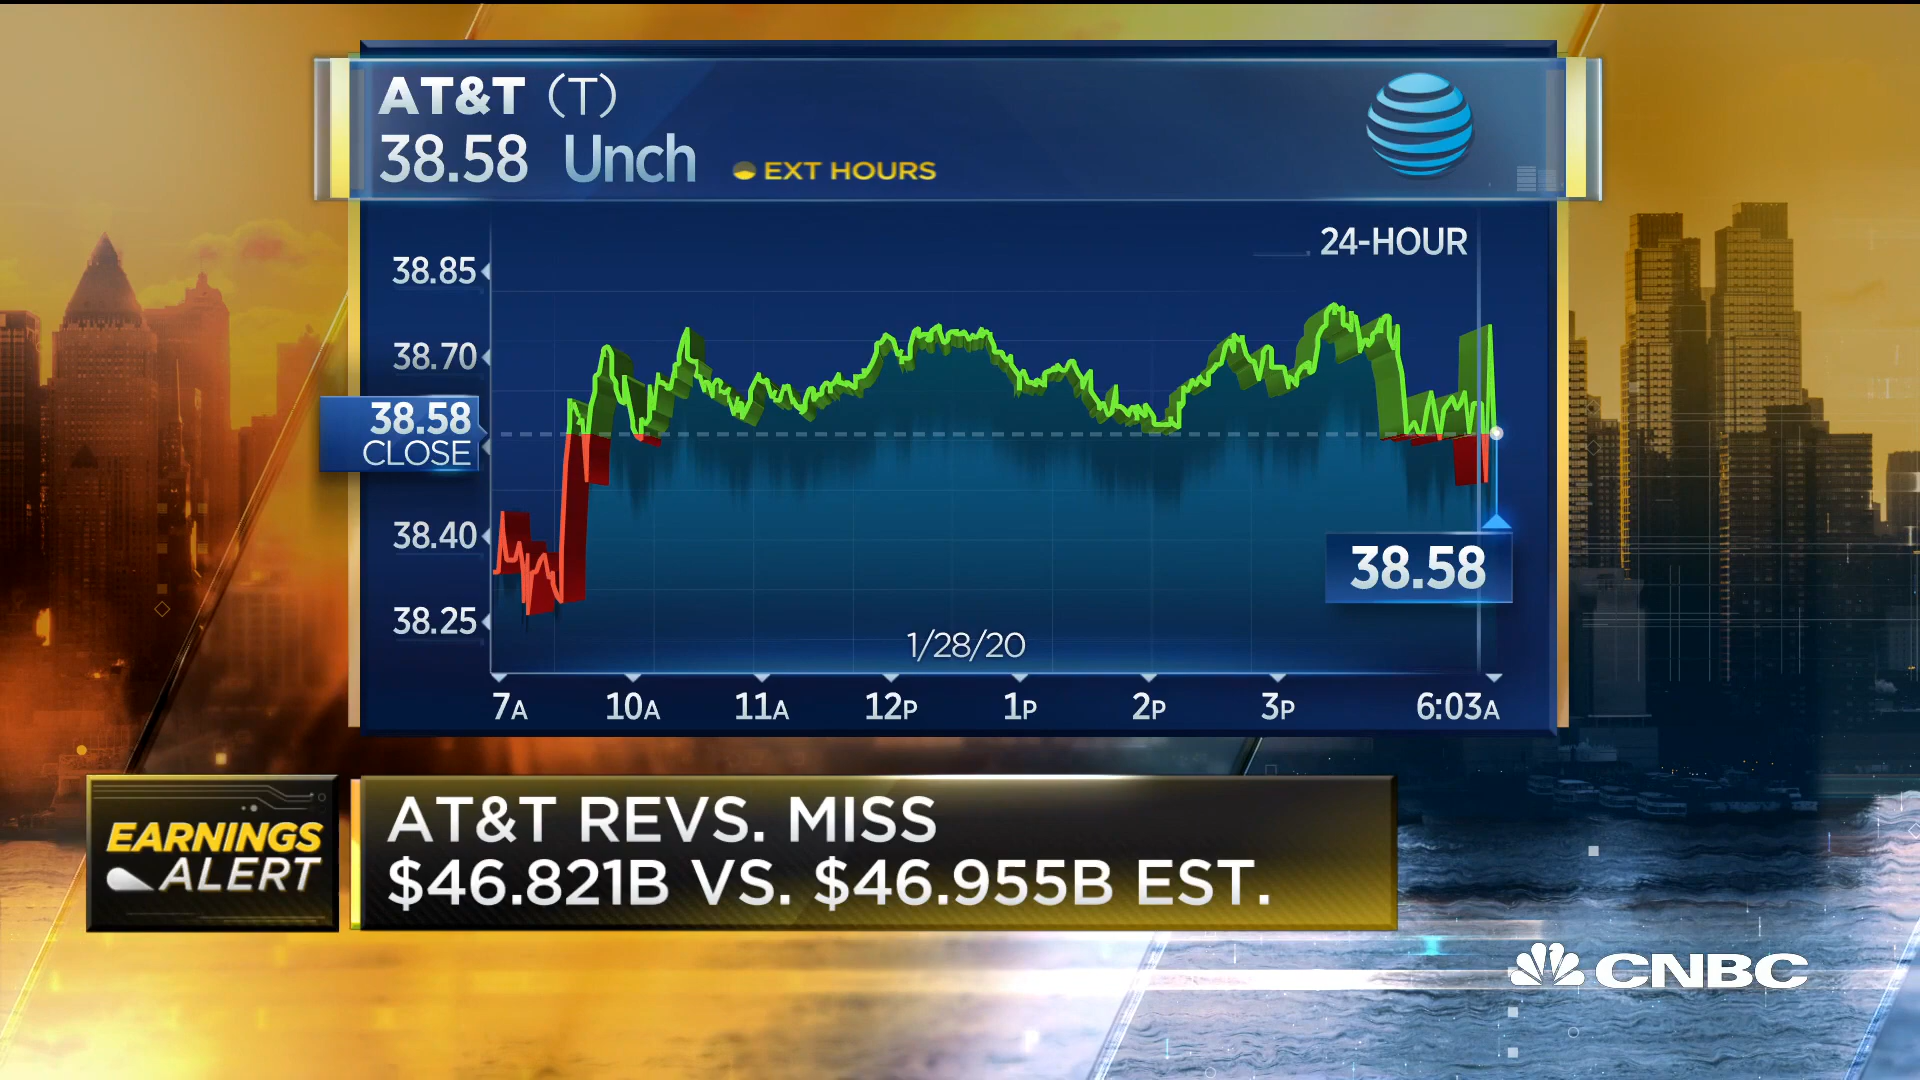 AT&T (T)
38.58 Unch EXT HOURS
24-HOUR
38.85
38.70
38.58
CLOSE
38.40
38.25
38.58
1/28/20
7A 10A 11A 12P 1P 2P 3P 6:03A
EARNINGS
ALERT
AT&T REVS. MISS
$46.821B VS. $46.955B EST.
CNBC